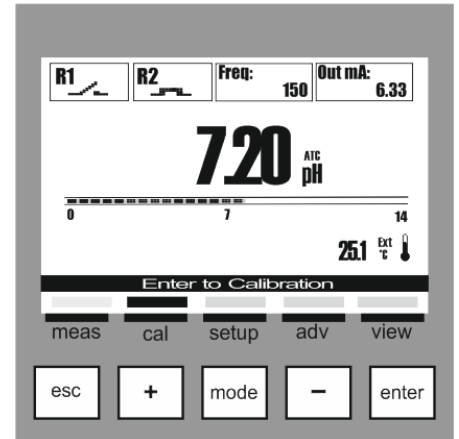 R1 R2 Freq: Out mA:
150 6.33
7.20 ATC
pH
0 7 14
25.1 Ext
°C
Enter to Calibration
meas cal setup adv view
esc + mode − enter